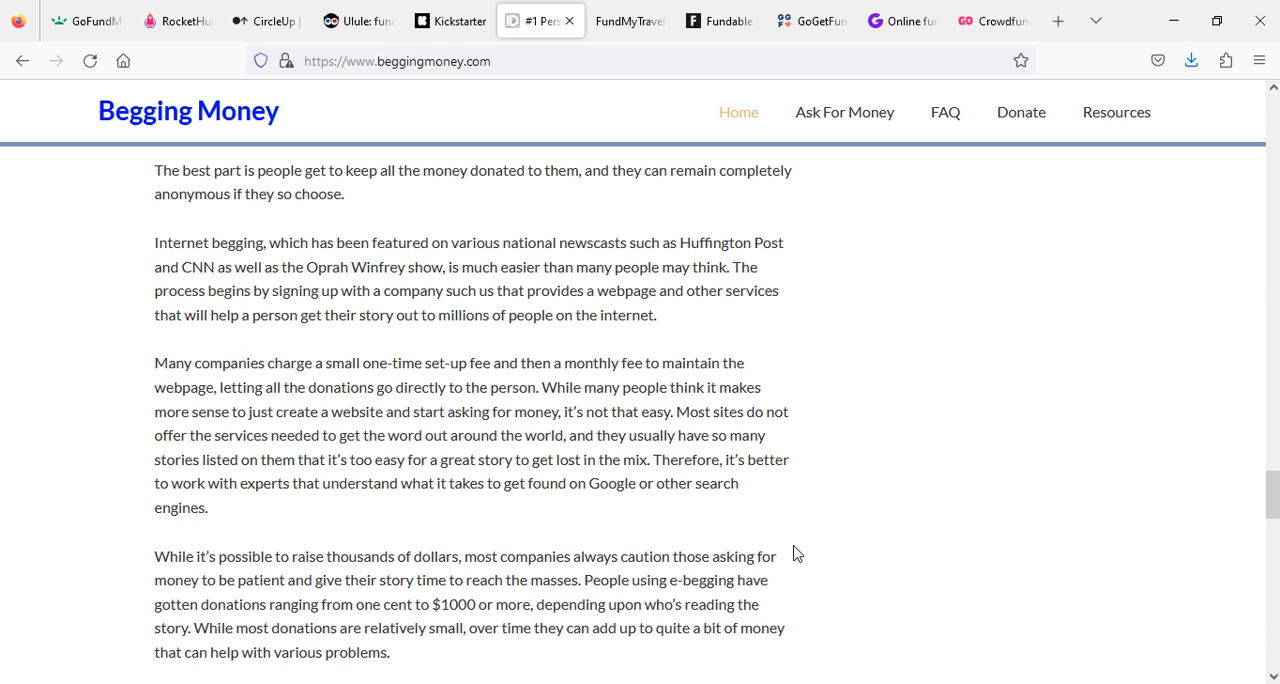 GoFundM
RocketHu
CircleUp |
Ulule: func
Kickstarter
#1 Pers
FundMyTravel
Fundable |
GoGetFun
Online fun
Crowdfun
https://www.beggingmoney.com
Begging Money
Home
Ask For Money
FAQ
Donate
Resources
The best part is people get to keep all the money donated to them, and they can remain completely
anonymous if they so choose.
Internet begging, which has been featured on various national newscasts such as Huffington Post
and CNN as well as the Oprah Winfrey show, is much easier than many people may think. The
process begins by signing up with a company such us that provides a webpage and other services
that will help a person get their story out to millions of people on the internet.
Many companies charge a small one-time set-up fee and then a monthly fee to maintain the
webpage, letting all the donations go directly to the person. While many people think it makes
more sense to just create a website and start asking for money, it’s not that easy. Most sites do not
offer the services needed to get the word out around the world, and they usually have so many
stories listed on them that it’s too easy for a great story to get lost in the mix. Therefore, it’s better
to work with experts that understand what it takes to get found on Google or other search
engines.
While it’s possible to raise thousands of dollars, most companies always caution those asking for
money to be patient and give their story time to reach the masses. People using e-begging have
gotten donations ranging from one cent to $1000 or more, depending upon who’s reading the
story. While most donations are relatively small, over time they can add up to quite a bit of money
that can help with various problems.